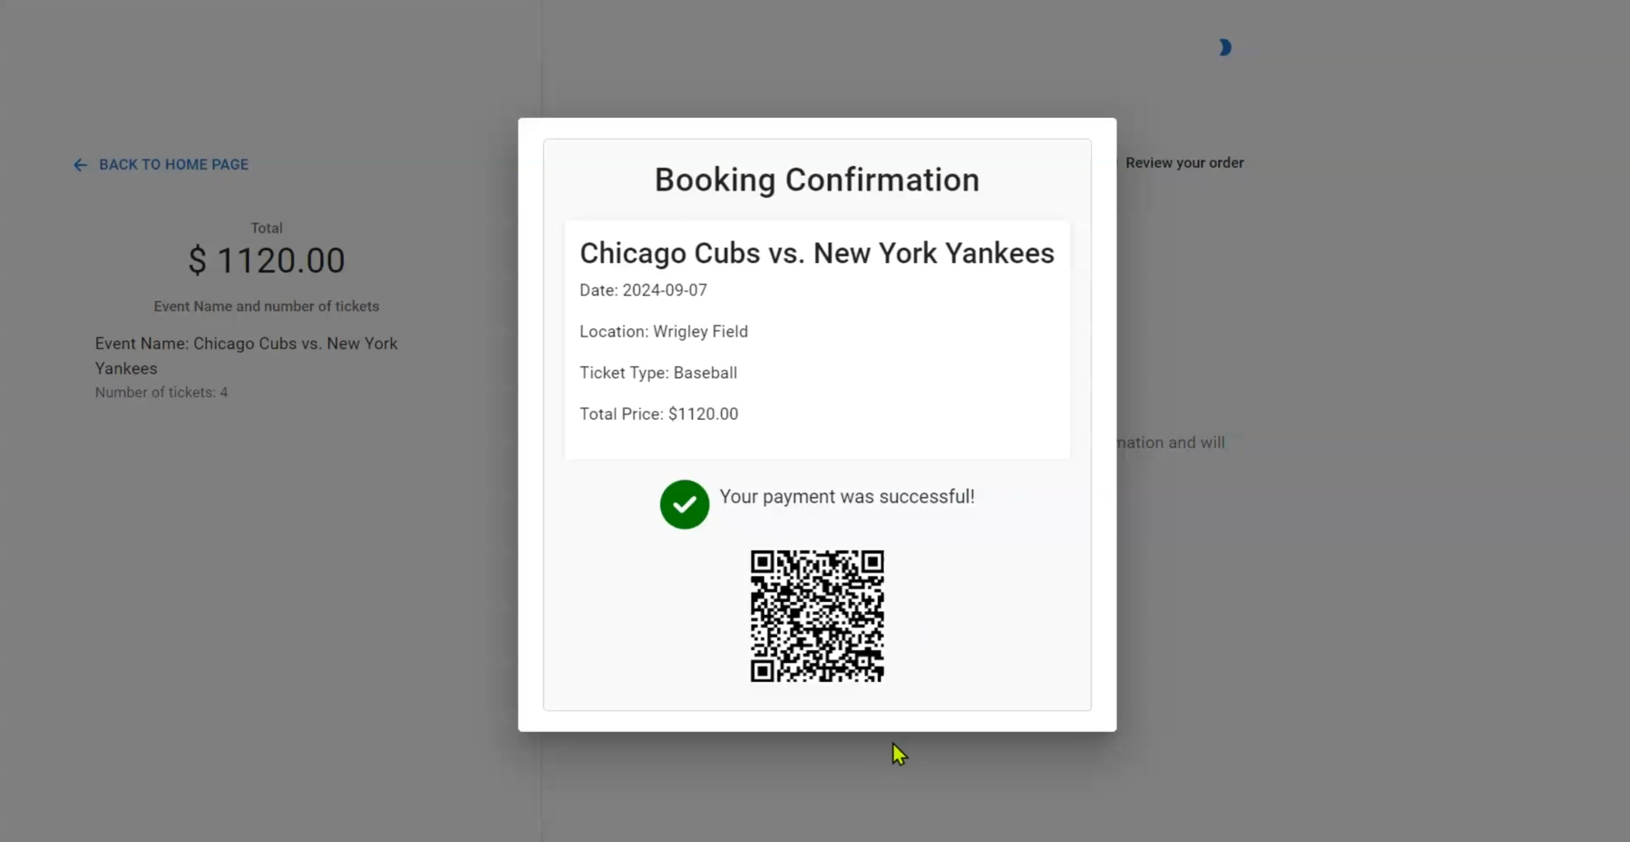 BACK TO HOME PAGE
Total
$ 1120.00
Event Name and number of tickets
Event Name: Chicago Cubs vs. New York
Yankees
Number of tickets: 4
Booking Confirmation
Chicago Cubs vs. New York Yankees
Date: 2024-09-07
Location: Wrigley Field
Ticket Type: Baseball
Total Price: $1120.00
Your payment was successful!
Review your order
and will